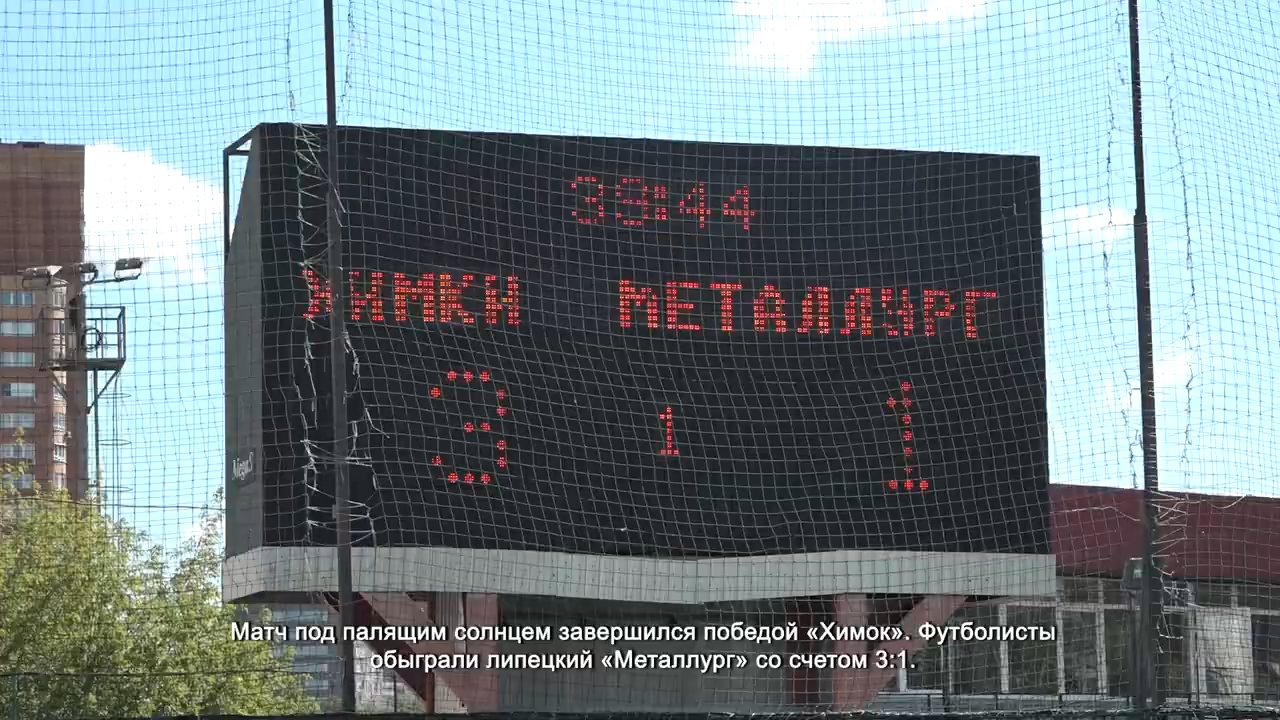 33:44
ХИМКИ МЕТАЛЛУРГ
3 1 1
Матч под палящим солнцем завершился победой «Химок». Футболисты
обыграли липецкий «Металлург» со счетом 3:1.